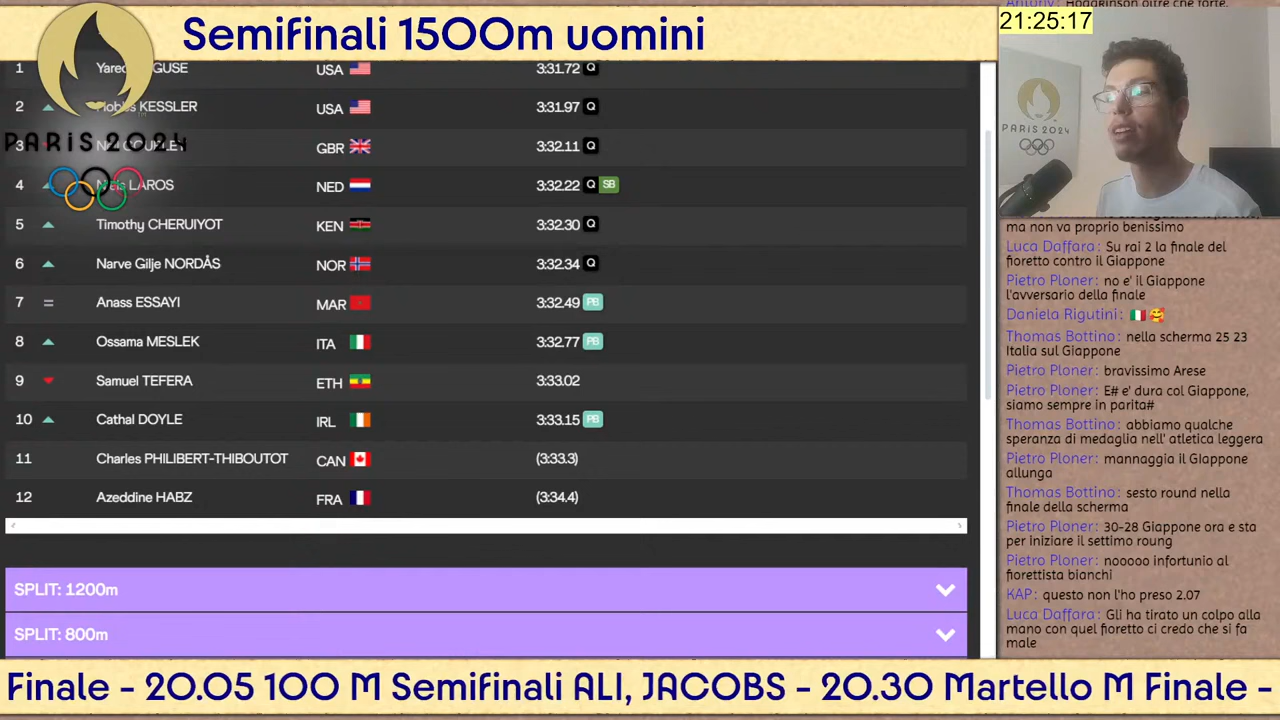 Semifinali 1500m uomini
21:25:17
PARIS 2024
1 USA 3:31.72 Q
2 KESSLER USA 3:31.97 Q
3 GBR 3:32.11 Q
4 LAROS NED 3:32.22 Q SB
5 Timothy CHERUIYOT KEN 3:32.30 Q
6 Narve Gilje NORDÅS NOR 3:32.34 Q
7 = Anass ESSAYI MAR 3:32.49 PB
8 Ossama MESLEK ITA 3:32.77 PB
9 Samuel TEFERA ETH 3:33.02
10 Cathal DOYLE IRL 3:33.15 PB
11 Charles PHILIBERT-THIBOUTOT CAN (3:33.3)
12 Azeddine HABZ FRA (3:34.4)
SPLIT: 1200m
SPLIT: 800m
PARIS 2024
ma non va proprio benissimo
Luca Daffara: Su rai 2 la finale del
fioretto contro il Giappone
Pietro Ploner: no e' il Giappone
l'avversario della finale
Daniela Rigutini:
Thomas Bottino: nella scherma 25 23
Italia sul Giappone
Pietro Ploner: bravissimo Arese
Pietro Ploner: E# e' dura col Giappone,
siamo sempre in parita#
Thomas Bottino: abbiamo qualche
speranza di medaglia nell' atletica leggera
Pietro Ploner: mannaggia il Giappone
allunga
Thomas Bottino: sesto round nella
finale della scherma
Pietro Ploner: 30-28 Giappone ora e sta
per iniziare il settimo roung
Pietro Ploner: nooooo infortunio al
fiorettista bianchi
KAP: questo non l'ho preso 2.07
Luca Daffara: Gli ha tirato un colpo alla
mano con quel fioretto ci credo che si fa
male
Finale - 20.05 100 M Semifinali ALI, JACOBS - 20.30 Martello M Finale -